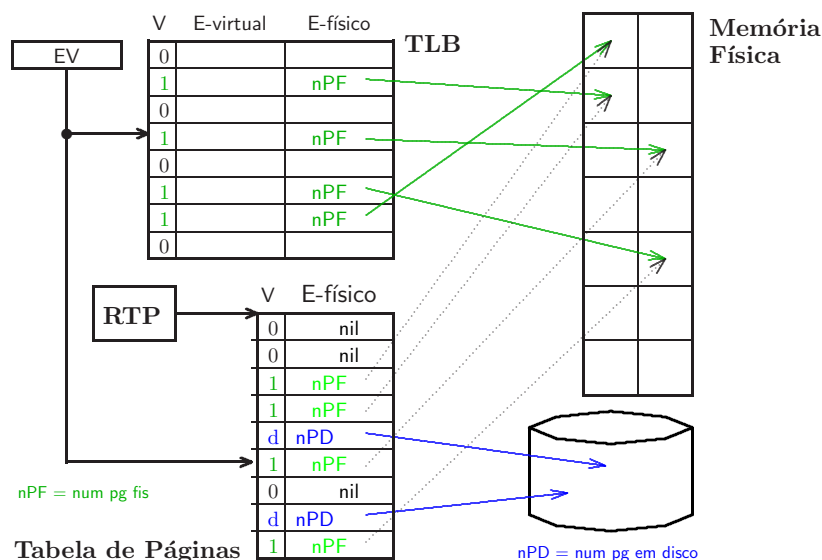 V E-virtual E-físico
TLB
Memória
Física
EV
0
1 nPF
0
1 nPF
0
1 nPF
1 nPF
0
V E-físico
RTP
0 nil
0 nil
1 nPF
1 nPF
d nPD
1 nPF
0 nil
d nPD
1 nPF
nPF = num pg fis
Tabela de Páginas
nPD = num pg em disco